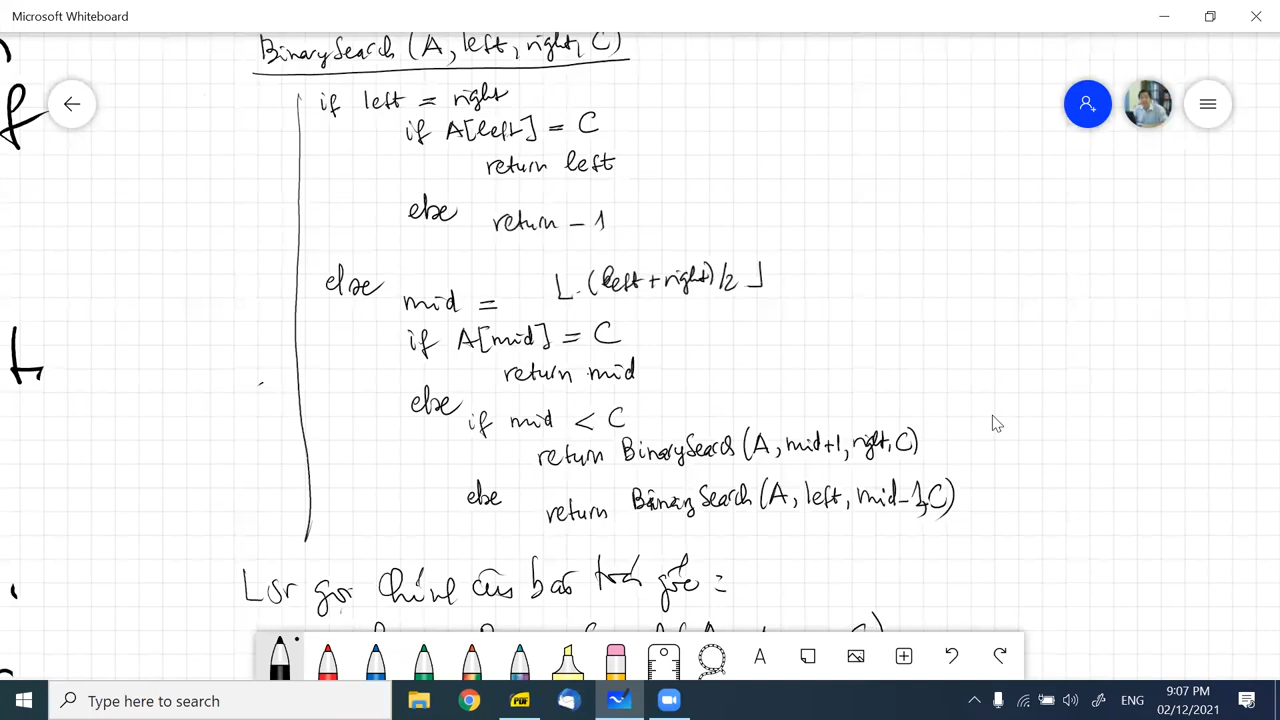 Microsoft Whiteboard
BinarySearch (A, left, right, C)
if left = right
if A[left] = C
return left
else return -1
else mid = ⌊(left + right)/2⌋
if A[mid] = C
return mid
else if mid < C
return BinarySearch (A, mid+1, right, C)
else return BinarySearch (A, left, mid-1, C)
Lời gọi chính của bài toán gốc:
Type here to search
ENG
9:07 PM
02/12/2021